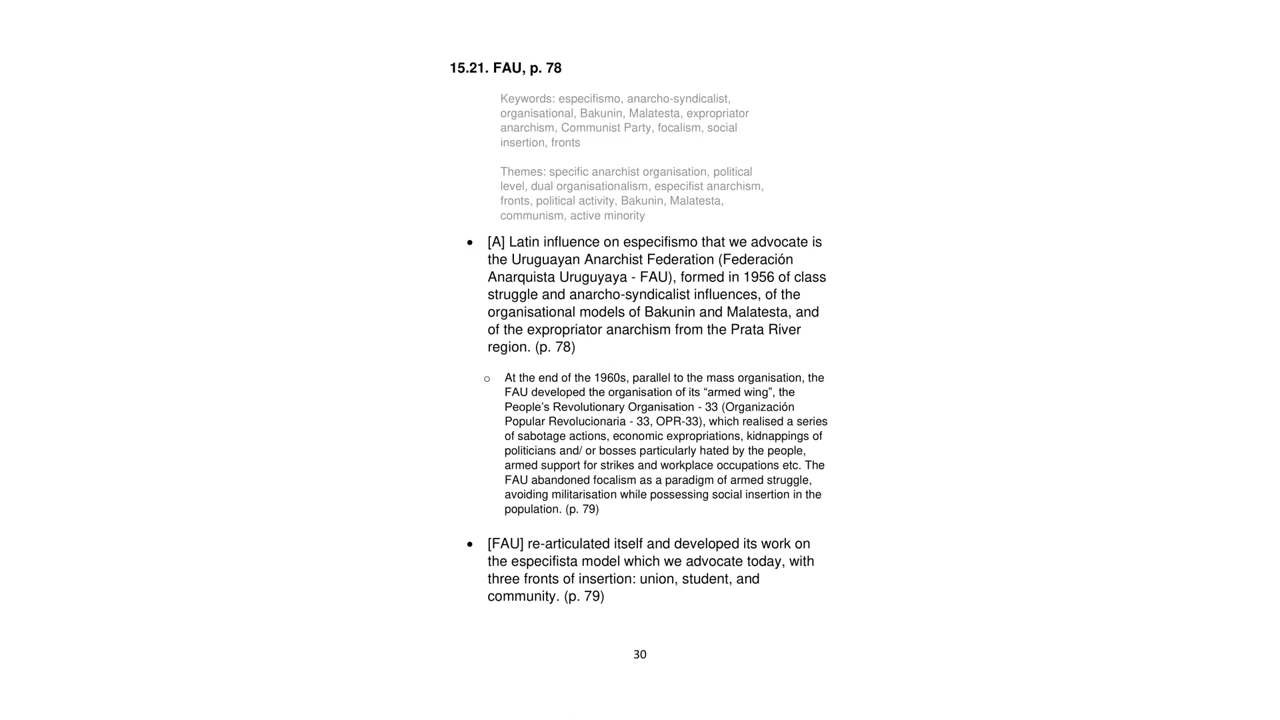 15.21. FAU, p. 78
Keywords: especifismo, anarcho-syndicalist,
organisational, Bakunin, Malatesta, expropriator
anarchism, Communist Party, focalism, social
insertion, fronts
Themes: specific anarchist organisation, political
level, dual organisationalism, especifist anarchism,
fronts, political activity, Bakunin, Malatesta,
communism, active minority
• [A] Latin influence on especifismo that we advocate is
the Uruguayan Anarchist Federation (Federación
Anarquista Uruguyaya - FAU), formed in 1956 of class
struggle and anarcho-syndicalist influences, of the
organisational models of Bakunin and Malatesta, and
of the expropriator anarchism from the Prata River
region. (p. 78)
o At the end of the 1960s, parallel to the mass organisation, the
FAU developed the organisation of its “armed wing”, the
People’s Revolutionary Organisation - 33 (Organización
Popular Revolucionaria - 33, OPR-33), which realised a series
of sabotage actions, economic expropriations, kidnappings of
politicians and/ or bosses particularly hated by the people,
armed support for strikes and workplace occupations etc. The
FAU abandoned focalism as a paradigm of armed struggle,
avoiding militarisation while possessing social insertion in the
population. (p. 79)
• [FAU] re-articulated itself and developed its work on
the especifista model which we advocate today, with
three fronts of insertion: union, student, and
community. (p. 79)
30